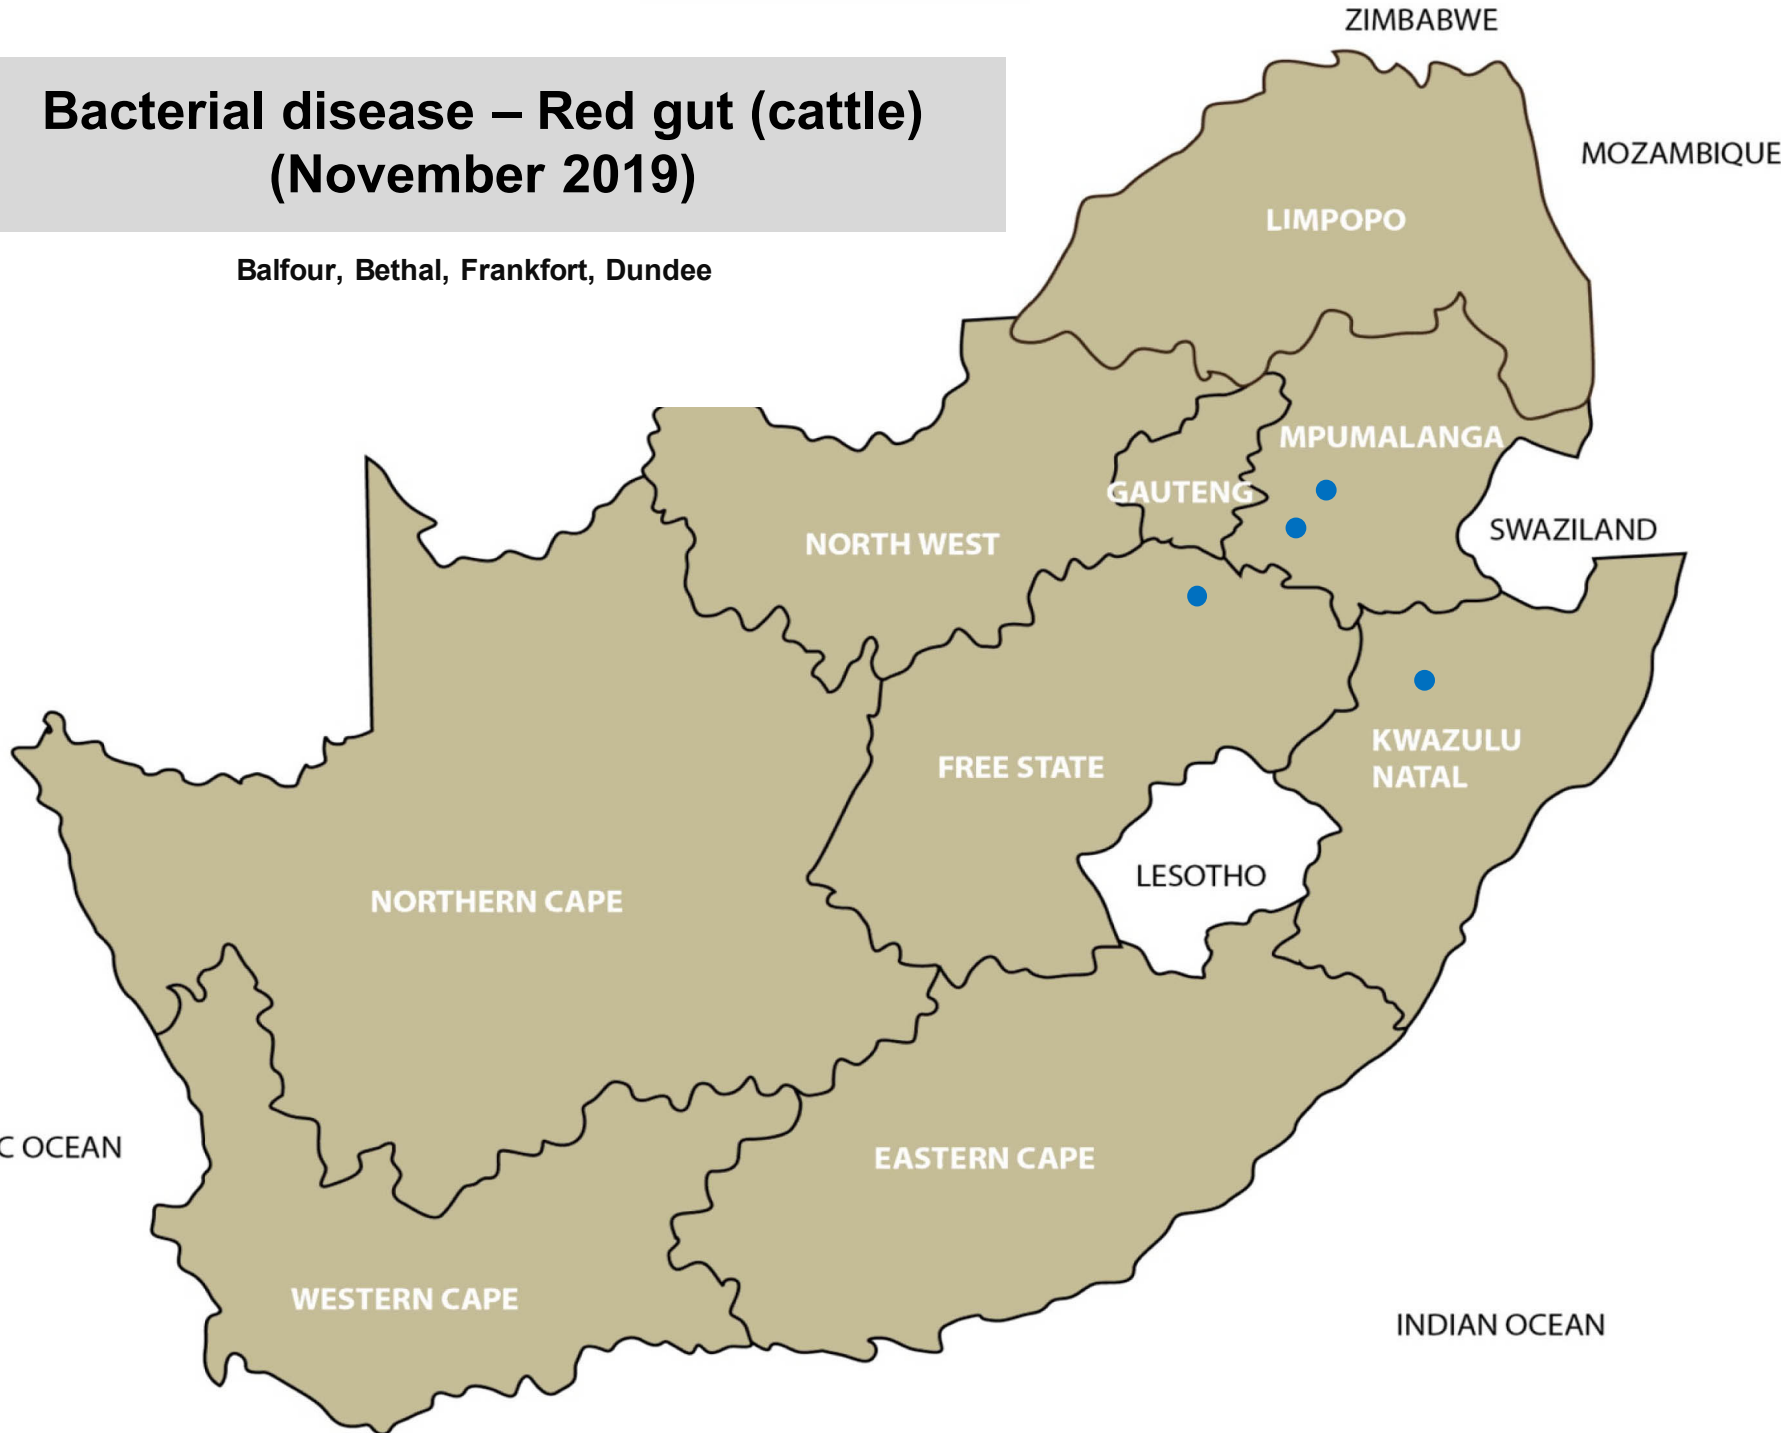 ZIMBABWE
Bacterial disease – Red gut (cattle)
(November 2019)
MOZAMBIQUE
LIMPOPO
Balfour, Bethal, Frankfort, Dundee
MPUMALANGA
GAUTENG
SWAZILAND
NORTH WEST
KWAZULU
NATAL
FREE STATE
LESOTHO
NORTHERN CAPE
C OCEAN
EASTERN CAPE
WESTERN CAPE
INDIAN OCEAN